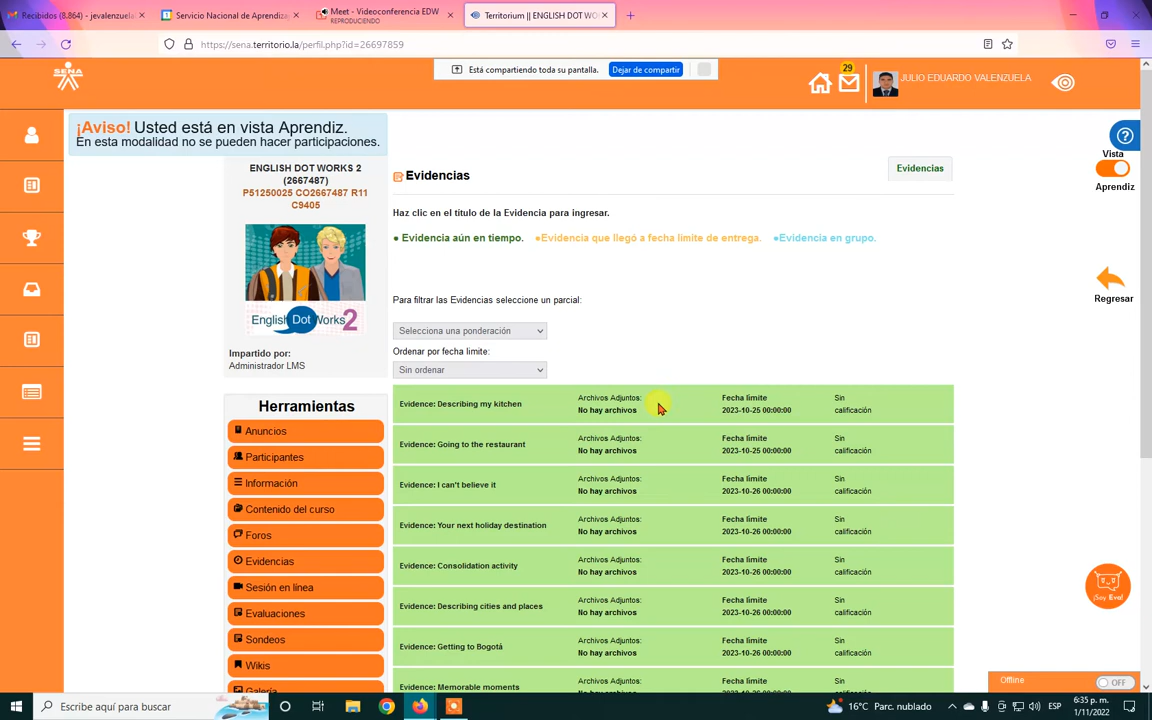 Recibidos (8.864) - jevalenzuela
Servicio Nacional de Aprendizaj
Meet - Videoconferencia EDW
REPRODUCIENDO
Territorium || ENGLISH DOT WO
https://sena.territorio.la/perfil.php?id=26697859
Está compartiendo toda su pantalla.
Dejar de compartir
SENA
29
JULIO EDUARDO VALENZUELA
¡Aviso! Usted está en vista Aprendiz.
En esta modalidad no se pueden hacer participaciones.
Vista
Aprendiz
Regresar
ENGLISH DOT WORKS 2
(2667487)
P51250025 CO2667487 R11
C9405
English Dot Works 2
Impartido por:
Administrador LMS
Herramientas
Anuncios
Participantes
Información
Contenido del curso
Foros
Evidencias
Sesión en línea
Evaluaciones
Sondeos
Wikis
Galería
Evidencias
Evidencias
Haz clic en el titulo de la Evidencia para ingresar.
● Evidencia aún en tiempo. ●Evidencia que llegó a fecha limite de entrega. ●Evidencia en grupo.
Para filtrar las Evidencias seleccione un parcial:
Selecciona una ponderación
Ordenar por fecha limite:
Sin ordenar
Evidence: Describing my kitchen
Archivos Adjuntos:
No hay archivos
Fecha limite
2023-10-25 00:00:00
Sin
calificación
Evidence: Going to the restaurant
Archivos Adjuntos:
No hay archivos
Fecha limite
2023-10-25 00:00:00
Sin
calificación
Evidence: I can't believe it
Archivos Adjuntos:
No hay archivos
Fecha limite
2023-10-26 00:00:00
Sin
calificación
Evidence: Your next holiday destination
Archivos Adjuntos:
No hay archivos
Fecha limite
2023-10-26 00:00:00
Sin
calificación
Evidence: Consolidation activity
Archivos Adjuntos:
No hay archivos
Fecha limite
2023-10-26 00:00:00
Sin
calificación
Evidence: Describing cities and places
Archivos Adjuntos:
No hay archivos
Fecha limite
2023-10-26 00:00:00
Sin
calificación
Evidence: Getting to Bogotá
Archivos Adjuntos:
No hay archivos
Fecha limite
2023-10-26 00:00:00
Sin
calificación
Evidence: Memorable moments
Archivos Adjuntos:
Fecha limite
Sin
¡Soy Eva!
Offline
OFF
Escribe aquí para buscar
16°C Parc. nublado
ESP
6:35 p. m.
1/11/2022